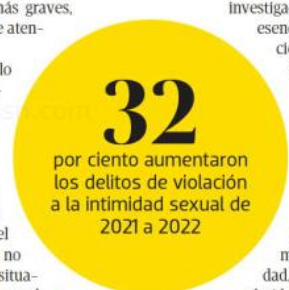 más graves,
e aten-
lo
investiga
esen
ci
32
por ciento aumentaron
los delitos de violación
a la intimidad sexual de
2021 a 2022
el
no
situa-
m
dad.